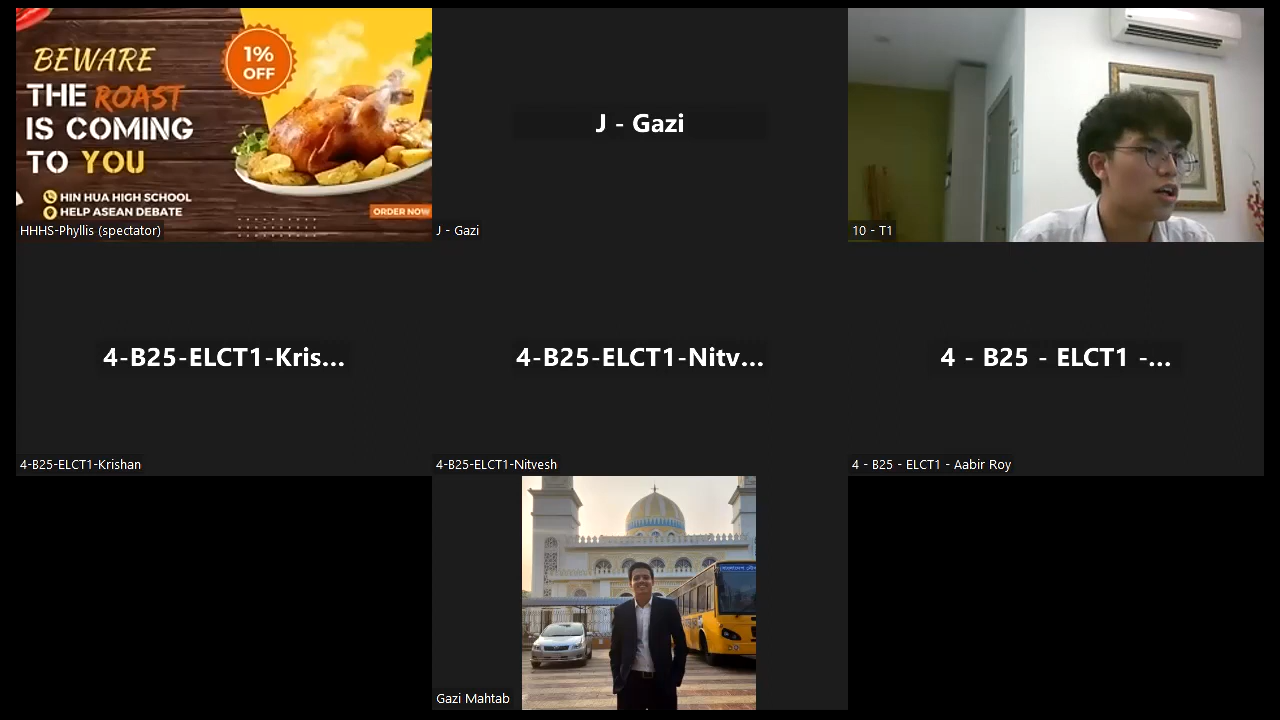 BEWARE
THE ROAST
IS COMING
TO YOU
1%
OFF
HIN HUA HIGH SCHOOL
HELP ASEAN DEBATE
ORDER NOW
HHHS-Phyllis (spectator)
J - Gazi
J - Gazi
10 - T1
4-B25-ELCT1-Kris...
4-B25-ELCT1-Krishan
4-B25-ELCT1-Nitv...
4-B25-ELCT1-Nitvesh
4 - B25 - ELCT1 -...
4 - B25 - ELCT1 - Aabir Roy
Gazi Mahtab